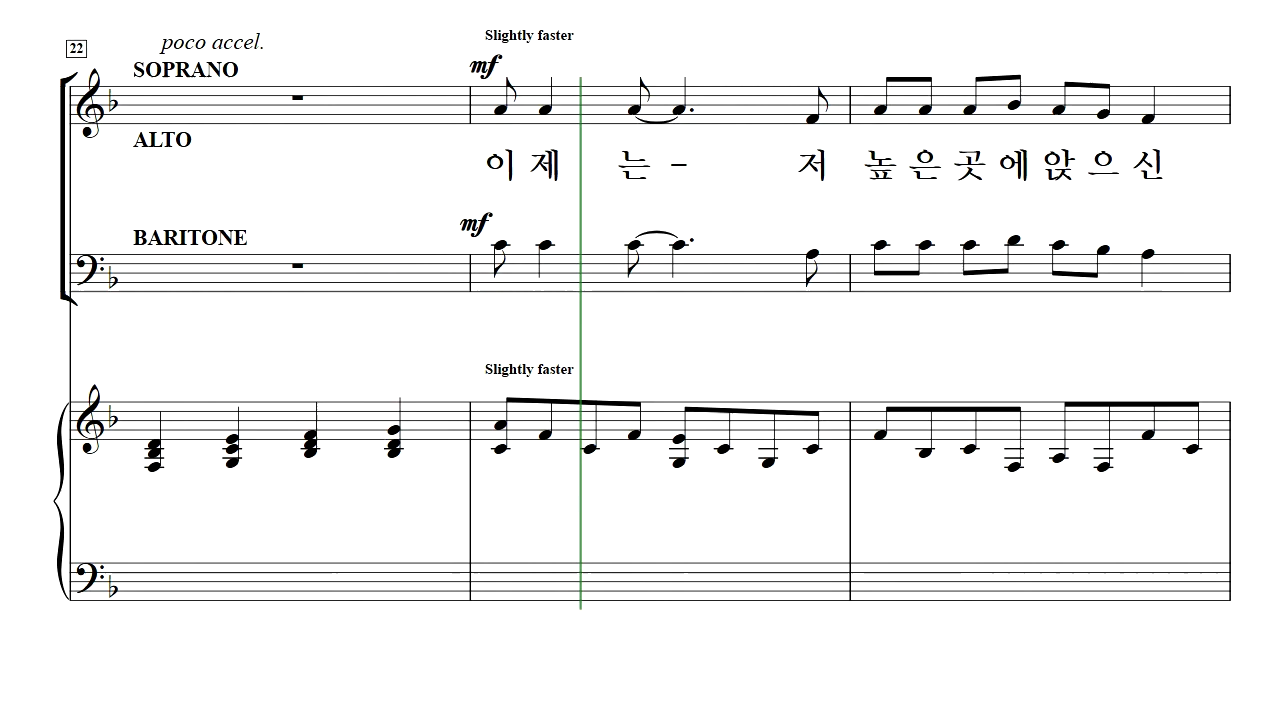 22
poco accel.
Slightly faster
SOPRANO
mf
ALTO
이 제 는 - 저 높 은 곳 에 앉 으 신
BARITONE
mf
Slightly faster